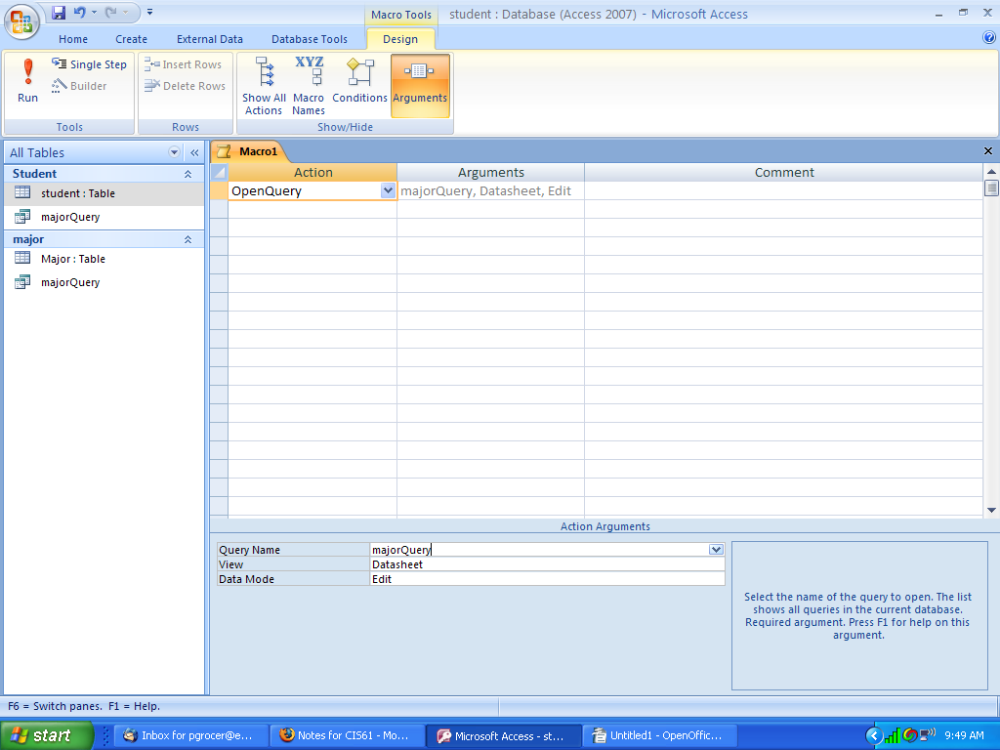 Macro Tools
student : Database (Access 2007) - Microsoft Access
Home
Create
External Data
Database Tools
Design
Run
Single Step
Builder
Tools
Insert Rows
Delete Rows
Rows
Show All
Actions
XYZ
Macro
Names
Conditions
Arguments
Show/Hide
All Tables
Student
student : Table
majorQuery
major
Major : Table
majorQuery
Macro1
Action
Arguments
Comment
OpenQuery
majorQuery, Datasheet, Edit
Action Arguments
Query Name
majorQuery
View
Datasheet
Data Mode
Edit
Select the name of the query to open. The list
shows all queries in the current database.
Required argument. Press F1 for help on this
argument.
F6 = Switch panes. F1 = Help.
start
Inbox for pgrocer@e...
Notes for CIS61 - Mo...
Microsoft Access - st...
Untitled1 - OpenOffic...
9:49 AM